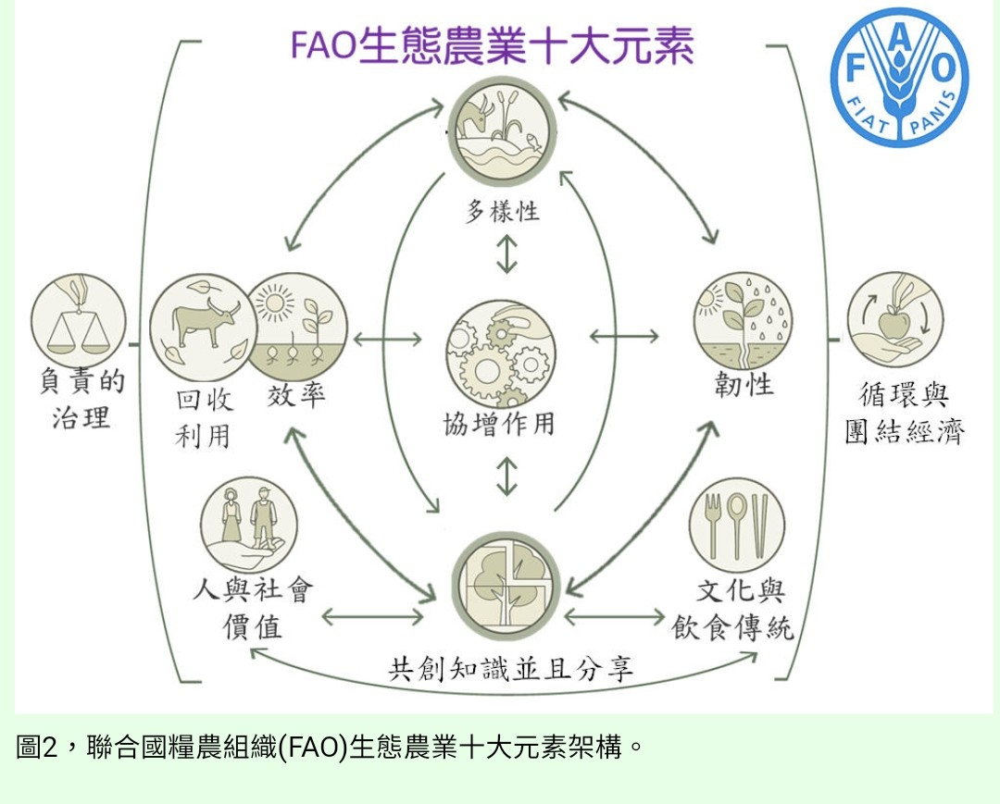 FAO生態農業十大元素
F A O
FIAT PANIS
多樣性
負責的
治理
回收
利用
效率
協增作用
韌性
循環與
團結經濟
人與社會
價值
文化與
飲食傳統
共創知識並且分享
圖2，聯合國糧農組織(FAO)生態農業十大元素架構。